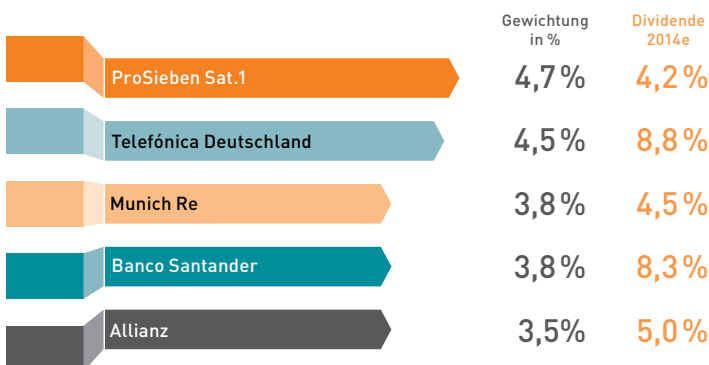 Gewichtung Dividende
in % 2014e
ProSieben Sat.1 4,7 % 4,2 %
Telefónica Deutschland 4,5 % 8,8 %
Munich Re 3,8 % 4,5 %
Banco Santander 3,8 % 8,3 %
Allianz 3,5% 5,0 %